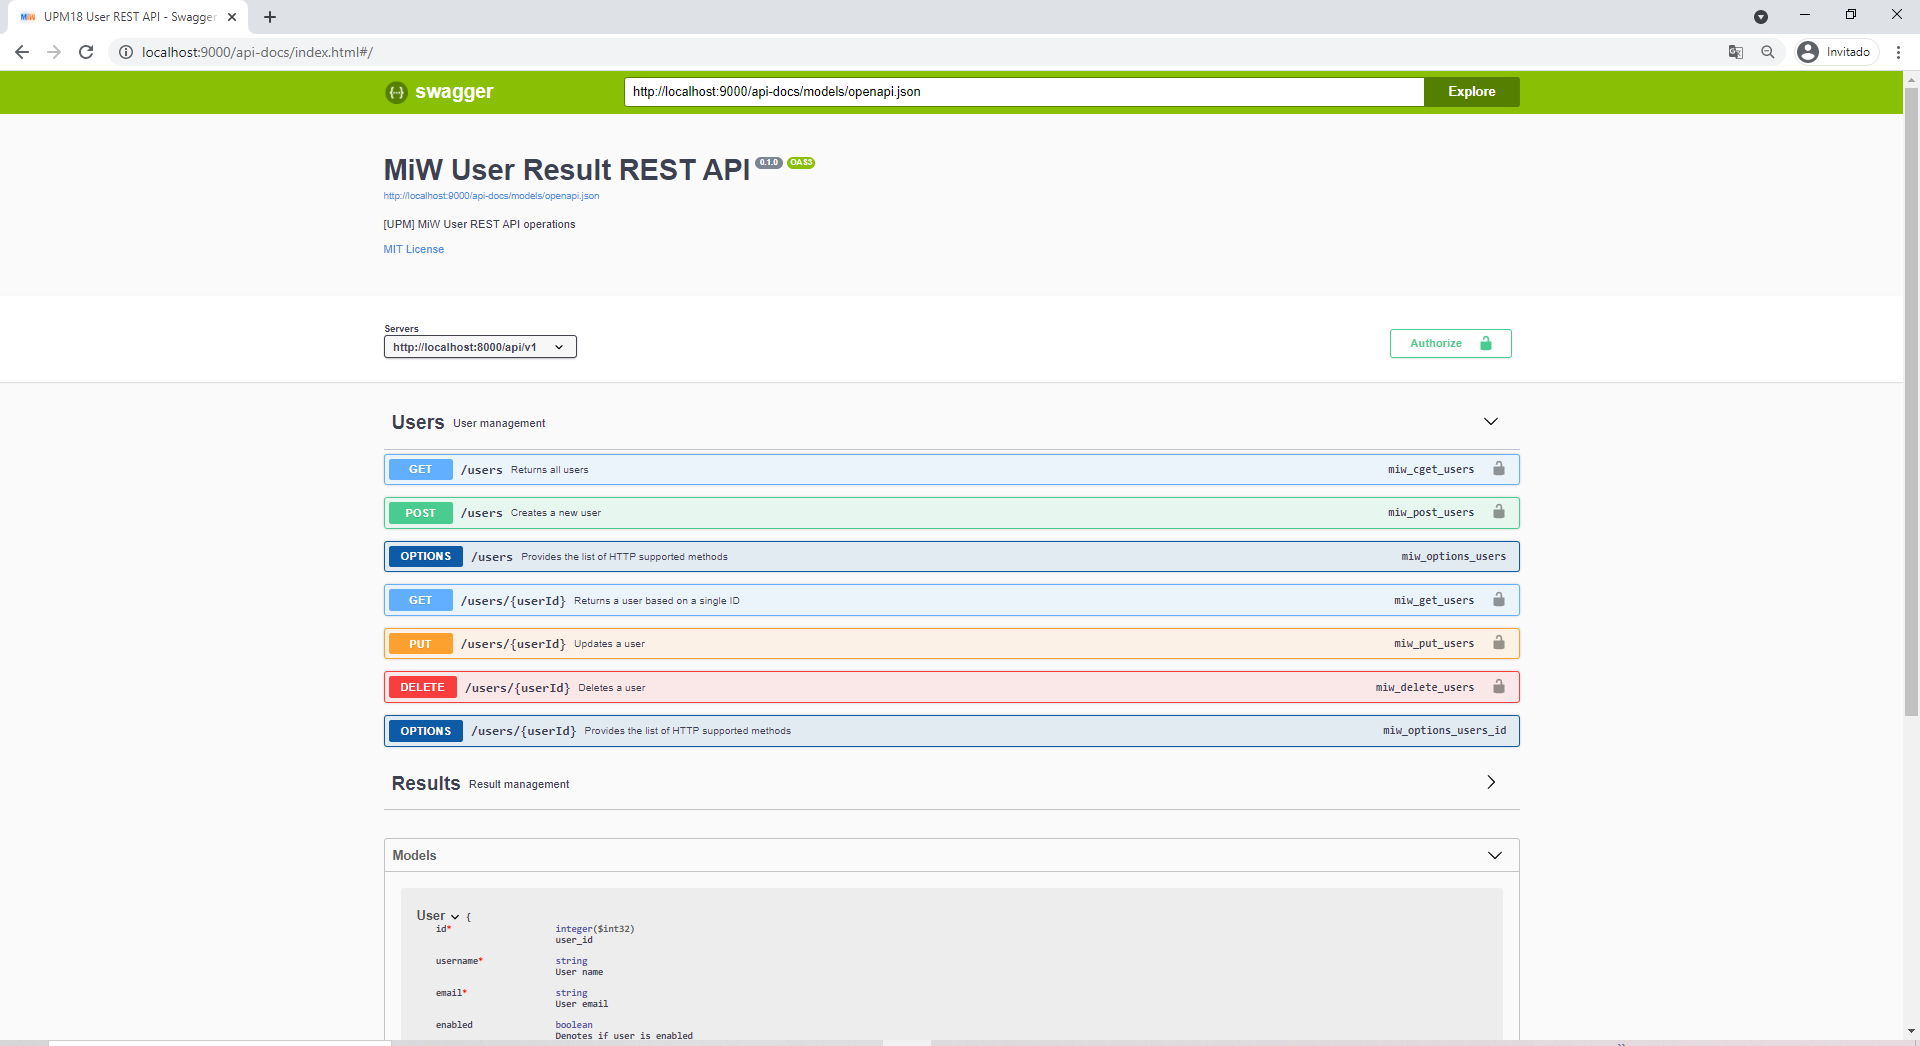 UPM18 User REST API - Swagger
localhost:9000/api-docs/index.html#/
Invitado
swagger
http://localhost:9000/api-docs/models/openapi.json
Explore
MiW User Result REST API 0.1.0 OAS3
http://localhost:9000/api-docs/models/openapi.json
[UPM] MiW User REST API operations
MIT License
Servers
http://localhost:8000/api/v1
Authorize
Users User management
GET /users Returns all users miw_cget_users
POST /users Creates a new user miw_post_users
OPTIONS /users Provides the list of HTTP supported methods miw_options_users
GET /users/{userId} Returns a user based on a single ID miw_get_users
PUT /users/{userId} Updates a user miw_put_users
DELETE /users/{userId} Deletes a user miw_delete_users
OPTIONS /users/{userId} Provides the list of HTTP supported methods miw_options_users_id
Results Result management
Models
User {
id* integer($int32)
user_id
username* string
User name
email* string
User email
enabled boolean
Denotes if user is enabled